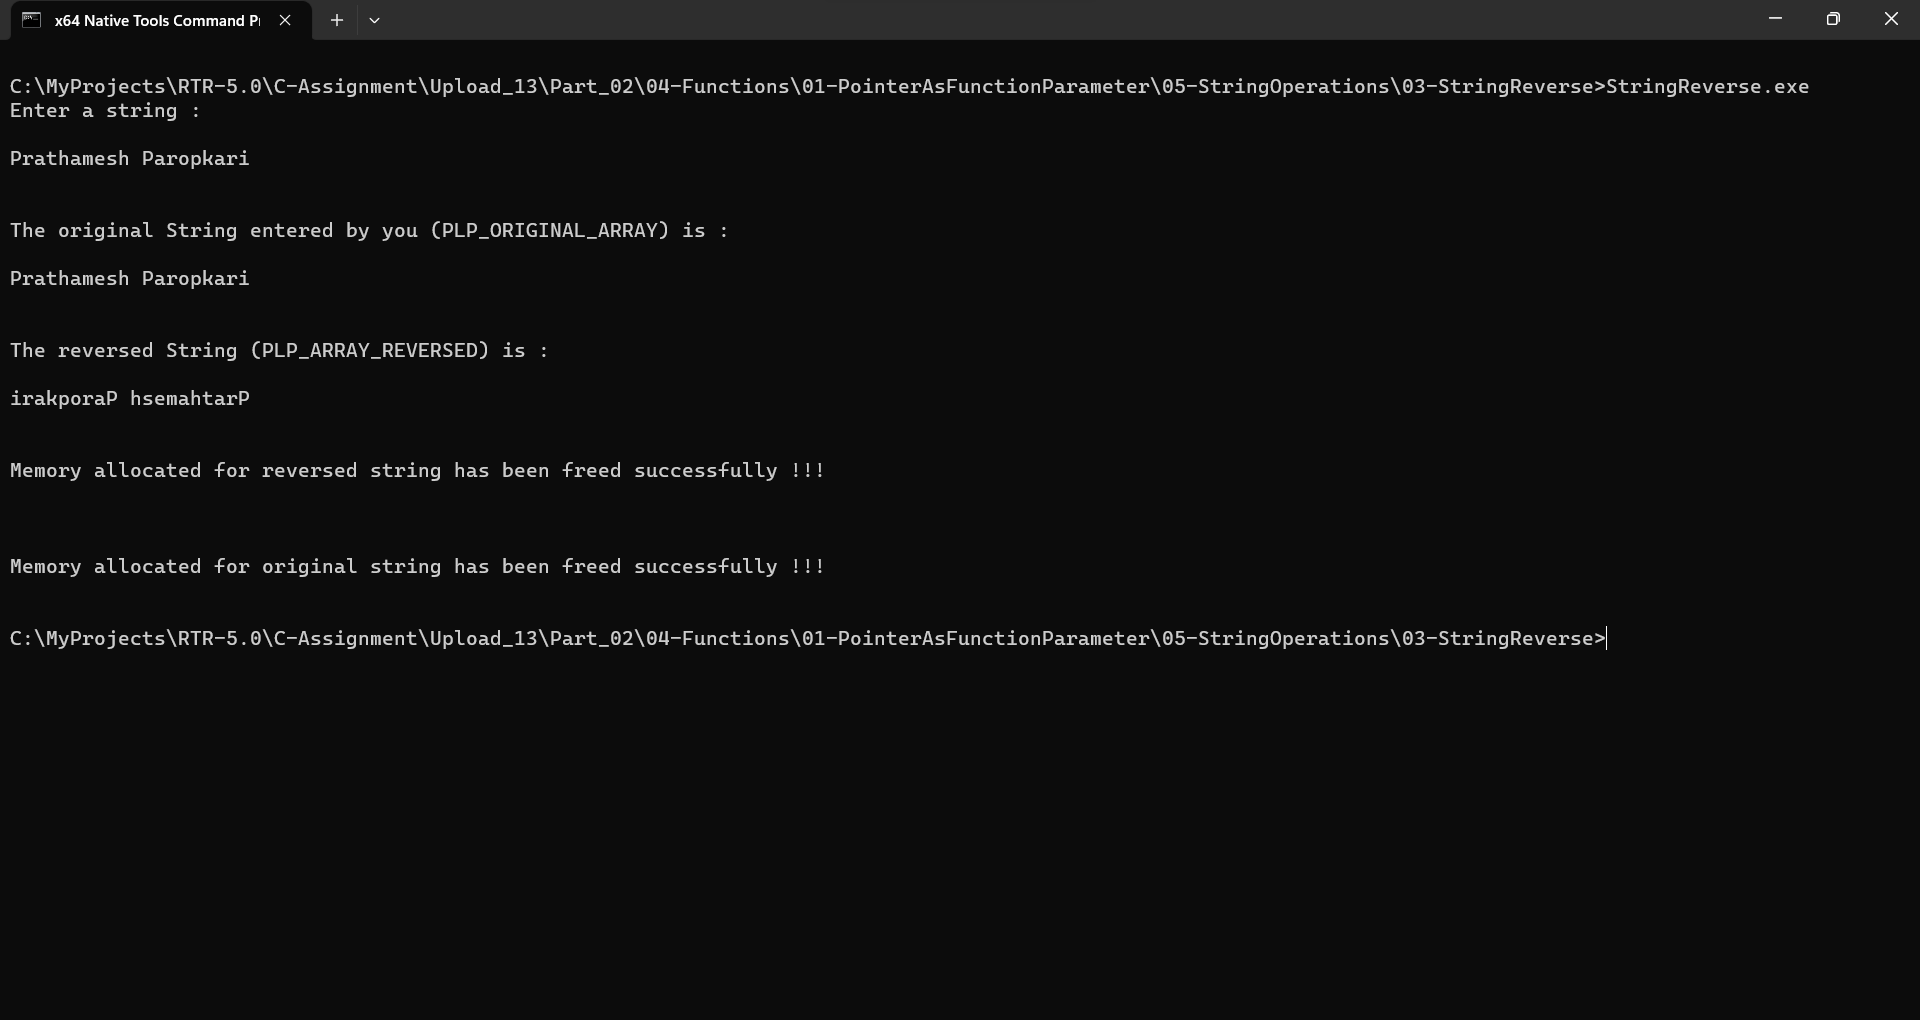 x64 Native Tools Command P
C:\MyProjects\RTR-5.0\C-Assignment\Upload_13\Part_02\04-Functions\01-PointerAsFunctionParameter\05-StringOperations\03-StringReverse>StringReverse.exe
Enter a string :
Prathamesh Paropkari
The original String entered by you (PLP_ORIGINAL_ARRAY) is :
Prathamesh Paropkari
The reversed String (PLP_ARRAY_REVERSED) is :
irakporaP hsemahtarP
Memory allocated for reversed string has been freed successfully !!!
Memory allocated for original string has been freed successfully !!!
C:\MyProjects\RTR-5.0\C-Assignment\Upload_13\Part_02\04-Functions\01-PointerAsFunctionParameter\05-StringOperations\03-StringReverse>